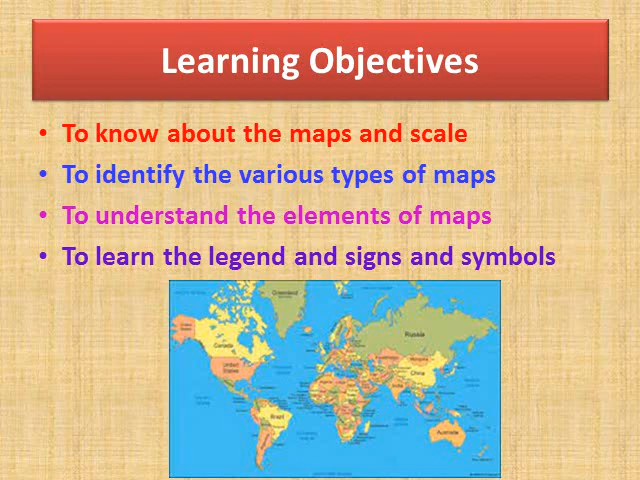 Learning Objectives
• To know about the maps and scale
• To identify the various types of maps
• To understand the elements of maps
• To learn the legend and signs and symbols
Greenland
Russia
Canada
United States
China
India
Brazil
Australia